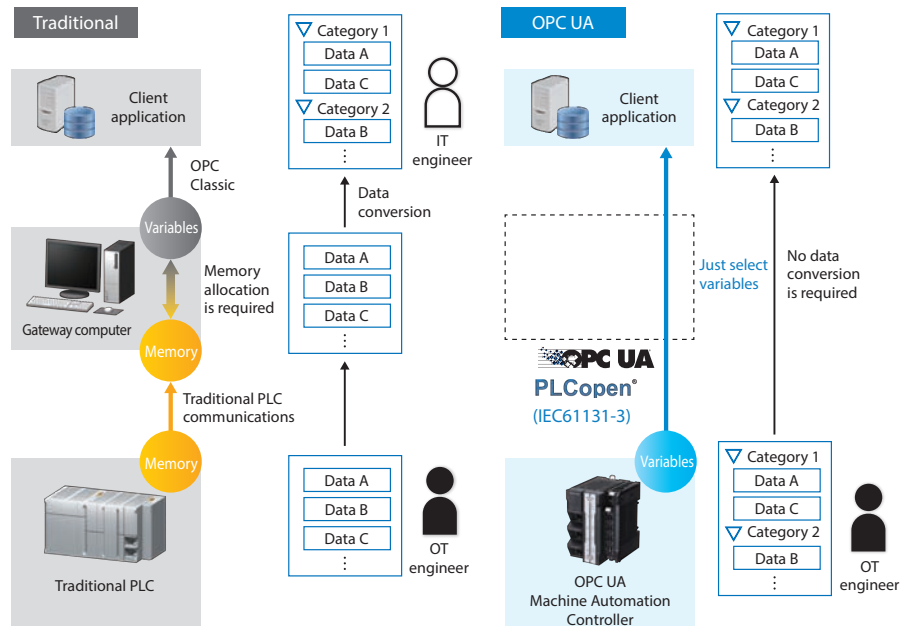 Traditional
Client
application
OPC
Classic
Variables
Memory
allocation
is required
Gateway computer
Memory
Traditional PLC
communications
Memory
Traditional PLC
Category 1
Data A
Data C
Category 2
Data B
⋮
IT
engineer
Data
conversion
Data A
Data B
Data C
⋮
Data A
Data B
Data C
⋮
OT
engineer
OPC UA
Client
application
Just select
variables
OPC UA
PLCopen®
(IEC61131-3)
Variables
OPC UA
Machine Automation
Controller
Category 1
Data A
Data C
Category 2
Data B
⋮
No data
conversion
is required
Category 1
Data A
Data C
Category 2
Data B
⋮
OT
engineer